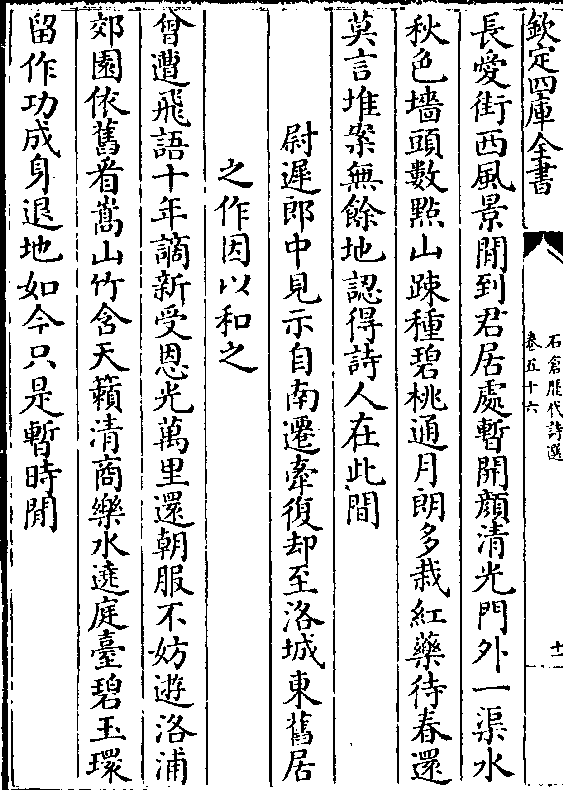 欽定四庫全書
石倉歷代詩選
卷五十六
十
長愛街西風景閒到君居處暫開顏清光門外一渠水
秋色墻頭數㸃山疎種碧桃通月朗多栽紅藥待春還
莫言堆案無餘地認得詩人在此間
尉遲郎中見示自南遷牽復却至洛城東舊居
之作因以和之
曾遭飛語十年謫新受恩光萬里還朝服不妨遊洛浦
郊園依舊看嵩山竹含天籟清商樂水遶庭臺碧玉環
留作功成身退地如今只是暫時閒